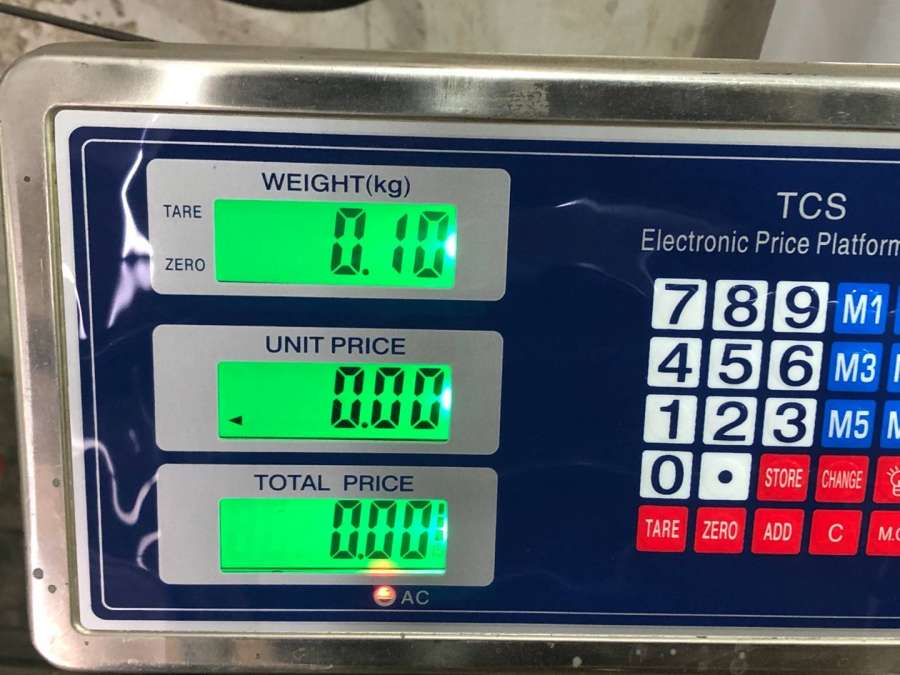 WEIGHT(kg)
TARE
ZERO
0.10
UNIT PRICE
0.00
TOTAL PRICE
0.00
AC
TCS
Electronic Price Platform
7 8 9 M1
4 5 6 M3
1 2 3 M5
0 . STORE CHANGE
TARE ZERO ADD C